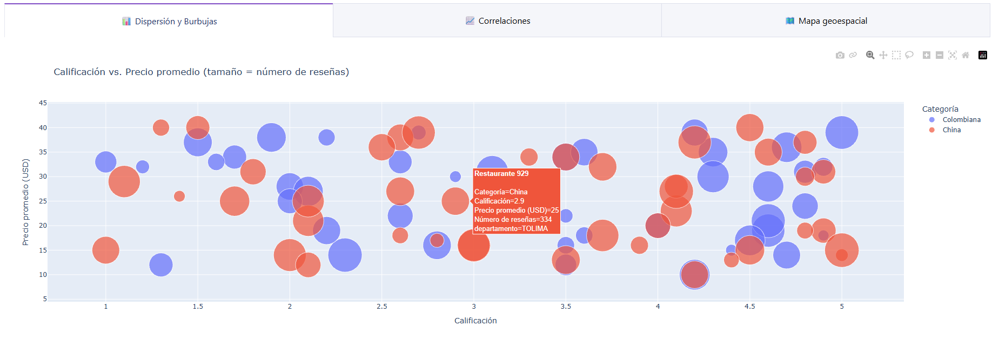 Dispersión y Burbujas
Correlaciones
Mapa geoespacial
Calificación vs. Precio promedio (tamaño = número de reseñas)
Precio promedio (USD)
45
40
35
30
25
20
15
10
5
1
1.5
2
2.5
3
3.5
4
4.5
5
Calificación
Restaurante 929
Categoría=China
Calificación=2.9
Precio promedio (USD)=25
Número de reseñas=334
departamento=TOLIMA
Categoría
Colombiana
China